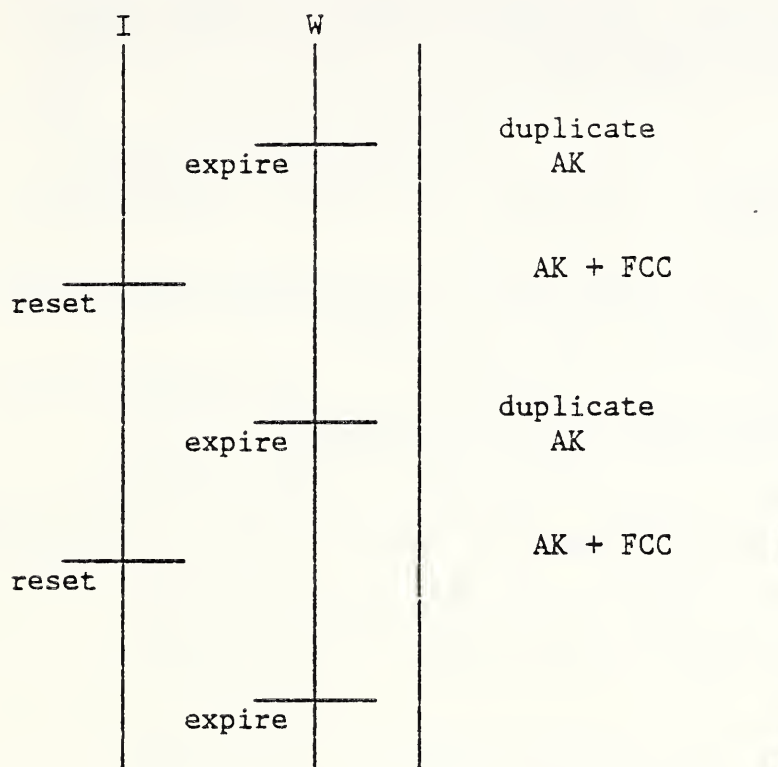 I W
duplicate
expire AK
AK + FCC
reset
duplicate
expire AK
AK + FCC
reset
expire